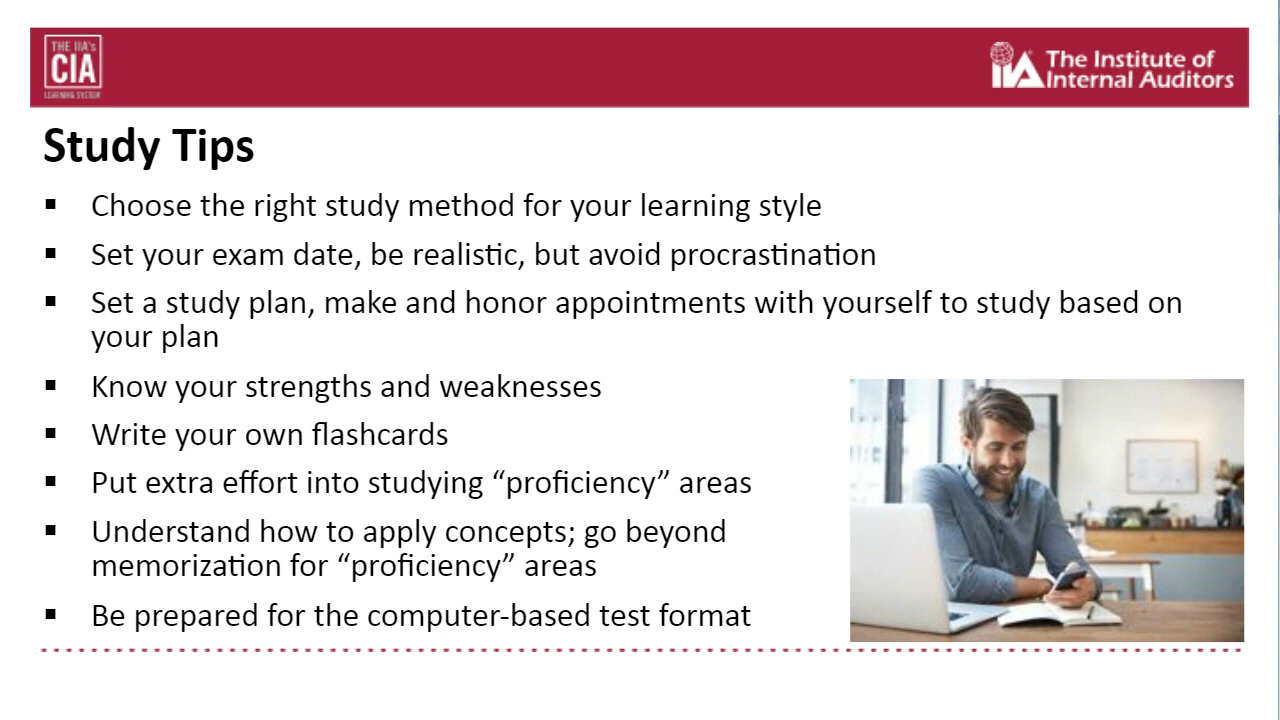 THE IIA's
CIA
LEARNING SYSTEM
The Institute of
Internal Auditors
Study Tips
▪ Choose the right study method for your learning style
▪ Set your exam date, be realistic, but avoid procrastination
▪ Set a study plan, make and honor appointments with yourself to study based on
your plan
▪ Know your strengths and weaknesses
▪ Write your own flashcards
▪ Put extra effort into studying “proficiency” areas
▪ Understand how to apply concepts; go beyond
memorization for “proficiency” areas
▪ Be prepared for the computer-based test format